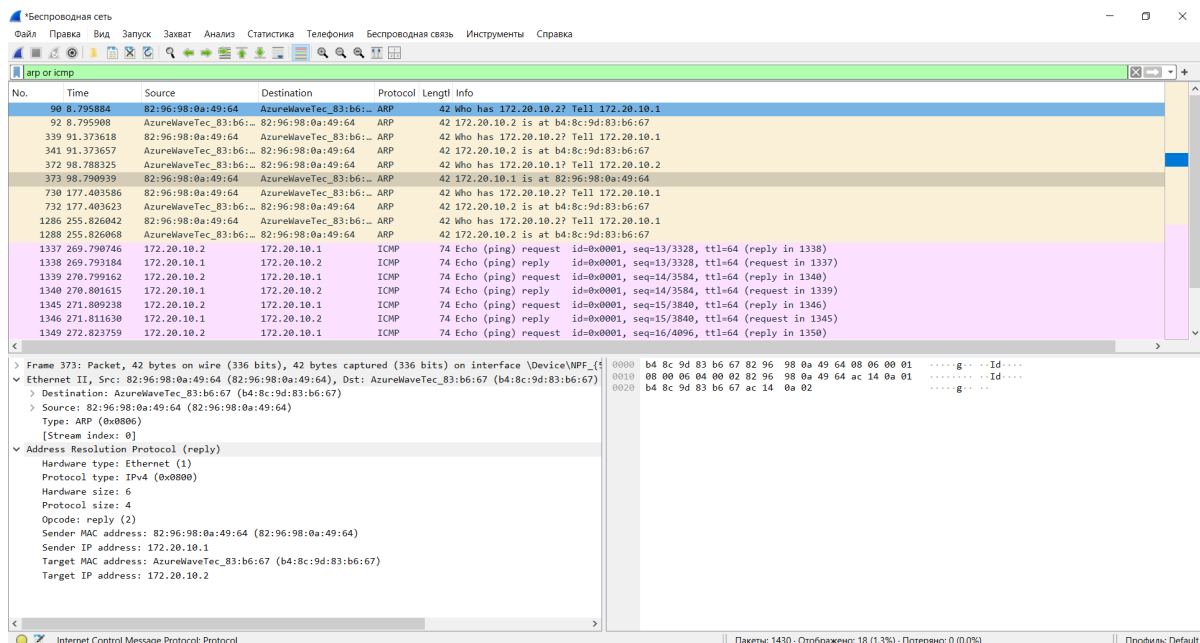 *Беспроводная сеть
Файл Правка Вид Запуск Захват Анализ Статистика Телефония Беспроводная связь Инструменты Справка
arp or icmp
No. Time Source Destination Protocol Length Info
90 8.795884 82:96:98:0a:49:64 AzureWaveTec_83:b6:… ARP 42 Who has 172.20.10.2? Tell 172.20.10.1
92 8.795908 AzureWaveTec_83:b6:… 82:96:98:0a:49:64 ARP 42 172.20.10.2 is at b4:8c:9d:83:b6:67
339 91.373618 82:96:98:0a:49:64 AzureWaveTec_83:b6:… ARP 42 Who has 172.20.10.2? Tell 172.20.10.1
341 91.373657 AzureWaveTec_83:b6:… 82:96:98:0a:49:64 ARP 42 172.20.10.2 is at b4:8c:9d:83:b6:67
372 98.788325 AzureWaveTec_83:b6:… 82:96:98:0a:49:64 ARP 42 Who has 172.20.10.1? Tell 172.20.10.2
373 98.790939 82:96:98:0a:49:64 AzureWaveTec_83:b6:… ARP 42 172.20.10.1 is at 82:96:98:0a:49:64
730 177.403586 82:96:98:0a:49:64 AzureWaveTec_83:b6:… ARP 42 Who has 172.20.10.2? Tell 172.20.10.1
732 177.403623 AzureWaveTec_83:b6:… 82:96:98:0a:49:64 ARP 42 172.20.10.2 is at b4:8c:9d:83:b6:67
1286 255.826042 82:96:98:0a:49:64 AzureWaveTec_83:b6:… ARP 42 Who has 172.20.10.2? Tell 172.20.10.1
1288 255.826068 AzureWaveTec_83:b6:… 82:96:98:0a:49:64 ARP 42 172.20.10.2 is at b4:8c:9d:83:b6:67
1337 269.790746 172.20.10.2 172.20.10.1 ICMP 74 Echo (ping) request id=0x0001, seq=13/3328, ttl=64 (reply in 1338)
1338 269.793184 172.20.10.1 172.20.10.2 ICMP 74 Echo (ping) reply id=0x0001, seq=13/3328, ttl=64 (request in 1337)
1339 270.799162 172.20.10.2 172.20.10.1 ICMP 74 Echo (ping) request id=0x0001, seq=14/3584, ttl=64 (reply in 1340)
1340 270.801615 172.20.10.1 172.20.10.2 ICMP 74 Echo (ping) reply id=0x0001, seq=14/3584, ttl=64 (request in 1339)
1345 271.809238 172.20.10.2 172.20.10.1 ICMP 74 Echo (ping) request id=0x0001, seq=15/3840, ttl=64 (reply in 1346)
1346 271.811630 172.20.10.1 172.20.10.2 ICMP 74 Echo (ping) reply id=0x0001, seq=15/3840, ttl=64 (request in 1345)
1349 272.823759 172.20.10.2 172.20.10.1 ICMP 74 Echo (ping) request id=0x0001, seq=16/4096, ttl=64 (reply in 1350)
Frame 373: Packet, 42 bytes on wire (336 bits), 42 bytes captured (336 bits) on interface \Device\NPF_{5
Ethernet II, Src: 82:96:98:0a:49:64 (82:96:98:0a:49:64), Dst: AzureWaveTec_83:b6:67 (b4:8c:9d:83:b6:67)
Destination: AzureWaveTec_83:b6:67 (b4:8c:9d:83:b6:67)
Source: 82:96:98:0a:49:64 (82:96:98:0a:49:64)
Type: ARP (0x0806)
[Stream index: 0]
Address Resolution Protocol (reply)
Hardware type: Ethernet (1)
Protocol type: IPv4 (0x0800)
Hardware size: 6
Protocol size: 4
Opcode: reply (2)
Sender MAC address: 82:96:98:0a:49:64 (82:96:98:0a:49:64)
Sender IP address: 172.20.10.1
Target MAC address: AzureWaveTec_83:b6:67 (b4:8c:9d:83:b6:67)
Target IP address: 172.20.10.2
0000 b4 8c 9d 83 b6 67 82 96 98 0a 49 64 08 06 00 01 ·····g·· ··Id····
0010 08 00 06 04 00 02 82 96 98 0a 49 64 ac 14 0a 01 ········ ··Id····
0020 b4 8c 9d 83 b6 67 ac 14 0a 02 ·····g·· ··
Internet Control Message Protocol: Protocol
Пакеты: 1430 · Отображено: 18 (1.3%) · Потеряно: 0 (0.0%)
Профиль: Default